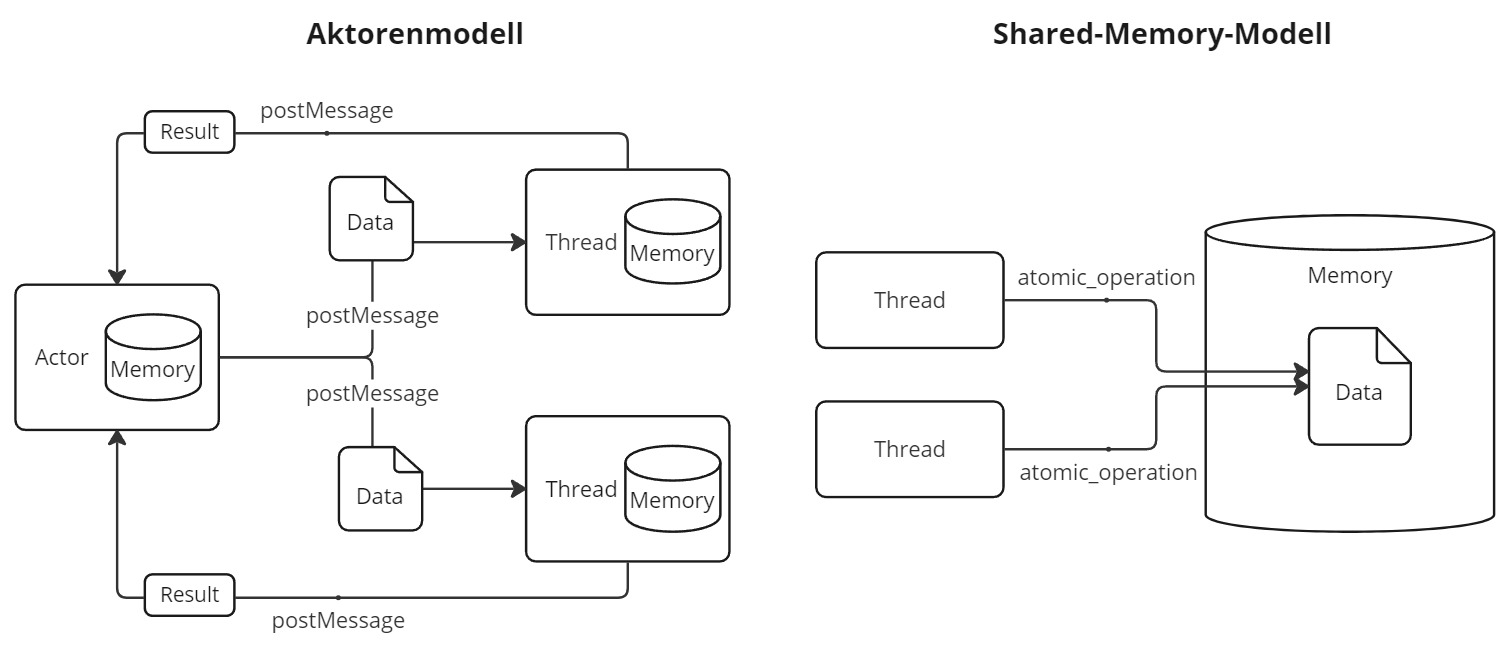 Aktorenmodell
postMessage
Result
Data
Thread
Memory
postMessage
Actor
Memory
postMessage
Data
Thread
Memory
Result
postMessage
Shared-Memory-Modell
Thread
atomic_operation
Memory
Data
Thread
atomic_operation